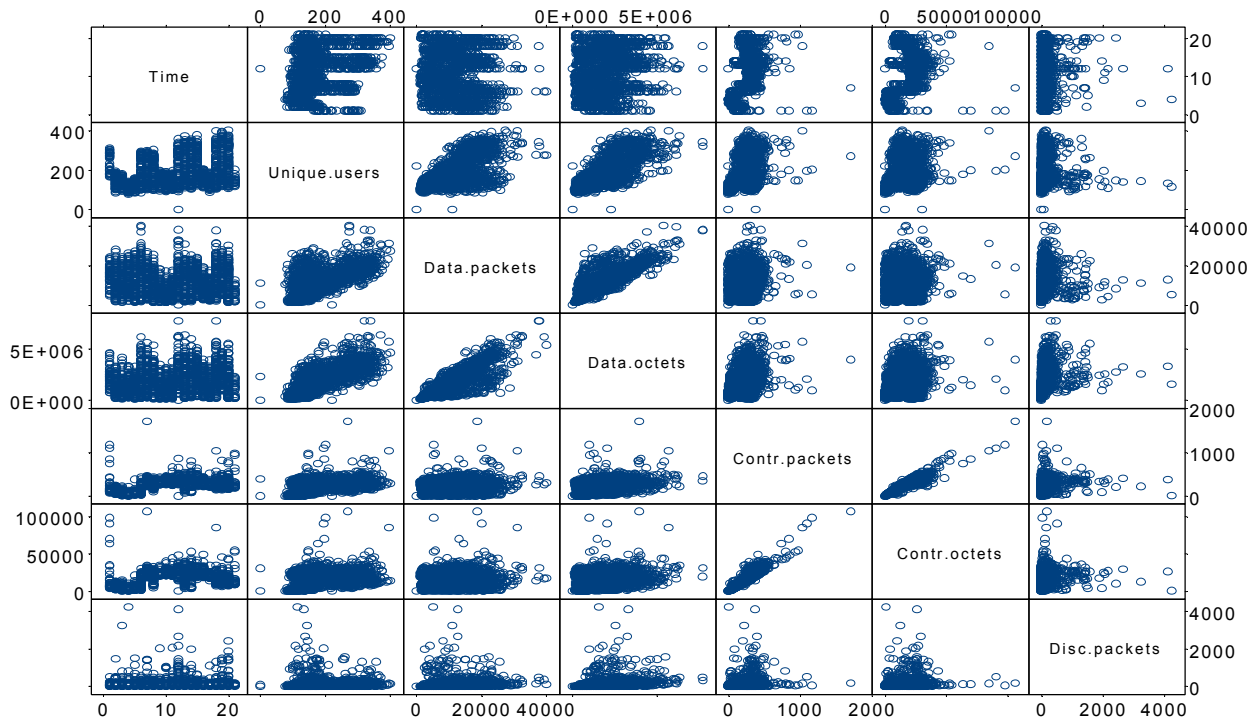 0 200 400 0E+000 5E+006 0 50000100000
Time
0 10 20
0 200 400
Unique.users
Data.packets
0 20000 40000
0E+000 5E+006
Data.octets
Contr.packets
0 1000 2000
0 50000 100000
Contr.octets
Disc.packets
0 2000 4000
0 10 20 0 20000 40000 0 1000 2000 0 2000 4000